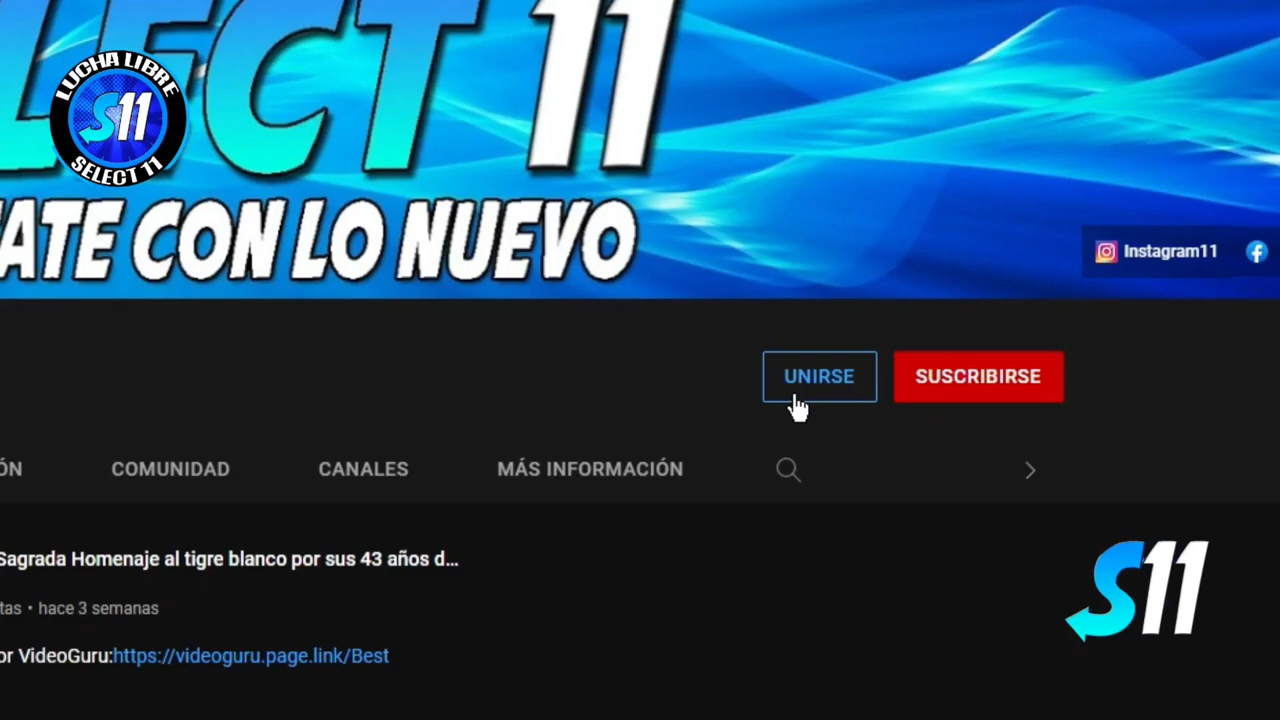 LECT 11
LUCHA LIBRE
S11
SELECT 11
ATE CON LO NUEVO
Instagram11
UNIRSE
SUSCRIBIRSE
ÓN
COMUNIDAD
CANALES
MÁS INFORMACIÓN
Sagrada Homenaje al tigre blanco por sus 43 años d...
tas • hace 3 semanas
or VideoGuru:https://videoguru.page.link/Best
S11